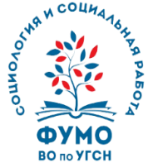 СОЦИОЛОГИЯ И СОЦИАЛЬНАЯ РАБОТА
ФУМО
ВО по УГСН